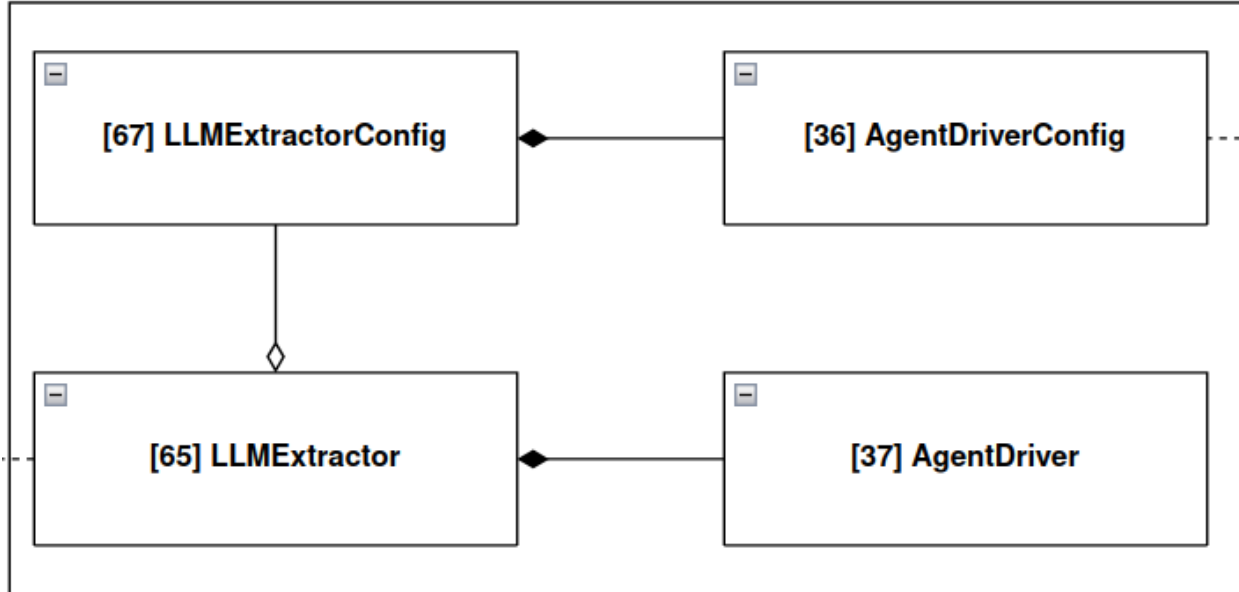 [67] LLMExtractorConfig
[36] AgentDriverConfig
[65] LLMExtractor
[37] AgentDriver